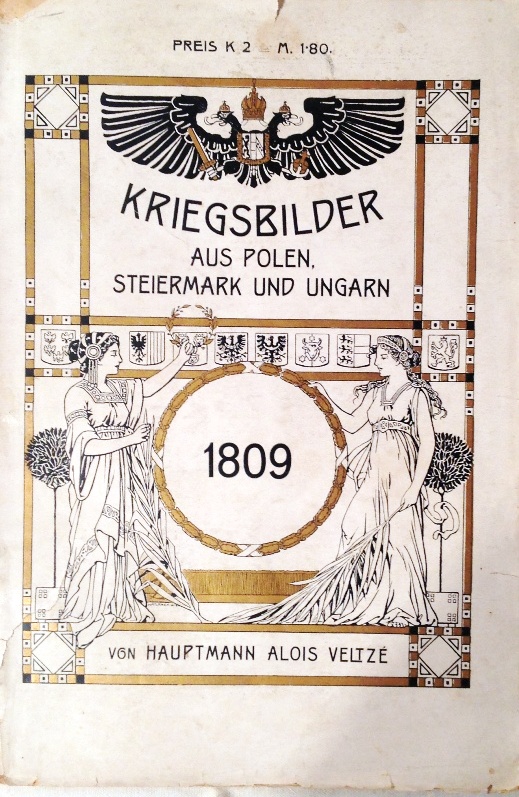 PREIS K 2 = M. 1·80.
KRIEGSBILDER
AUS POLEN,
STEIERMARK UND UNGARN
1809
VON HAUPTMANN ALOIS VELTZÉ